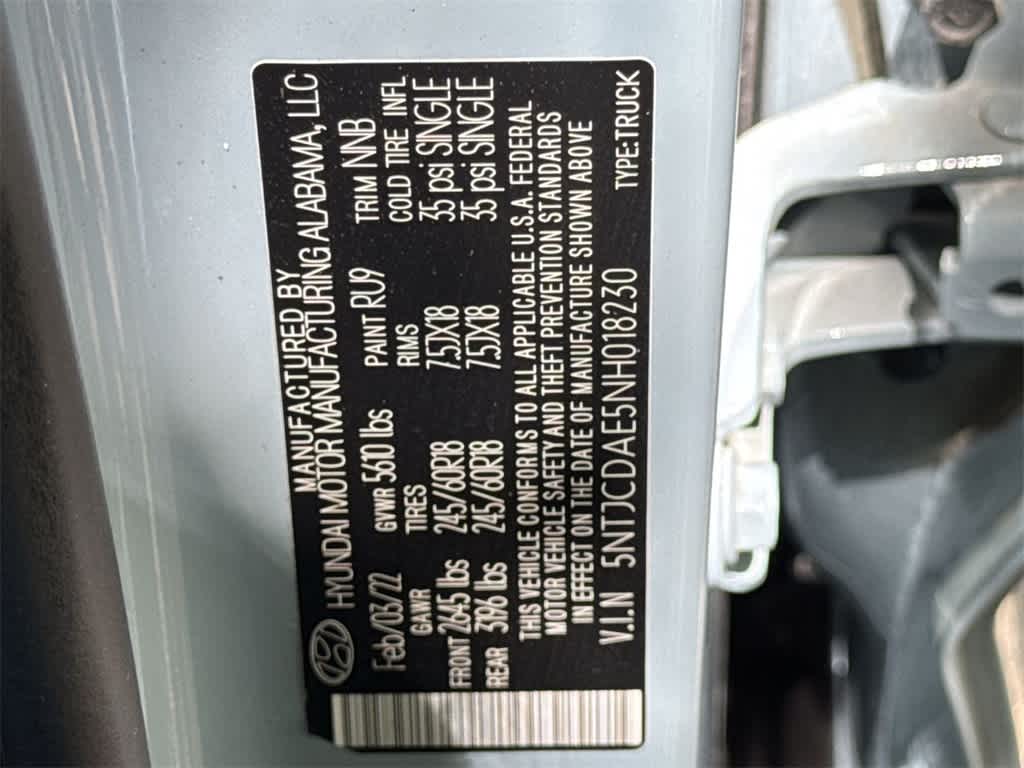 MANUFACTURED BY
HYUNDAI MOTOR MANUFACTURING ALABAMA, LLC
Feb/03/22 GVWR 5610 lbs PAINT RU9 TRIM NNB
GAWR TIRES RIMS COLD TIRE INFL
FRONT 2645 lbs 245/60R18 7.5X18 35 psi SINGLE
REAR 3196 lbs 245/60R18 7.5X18 35 psi SINGLE
THIS VEHICLE CONFORMS TO ALL APPLICABLE U.S.A. FEDERAL
MOTOR VEHICLE SAFETY AND THEFT PREVENTION STANDARDS
IN EFFECT ON THE DATE OF MANUFACTURE SHOWN ABOVE
V.I.N 5NTJCDAE5NH018230 TYPE:TRUCK